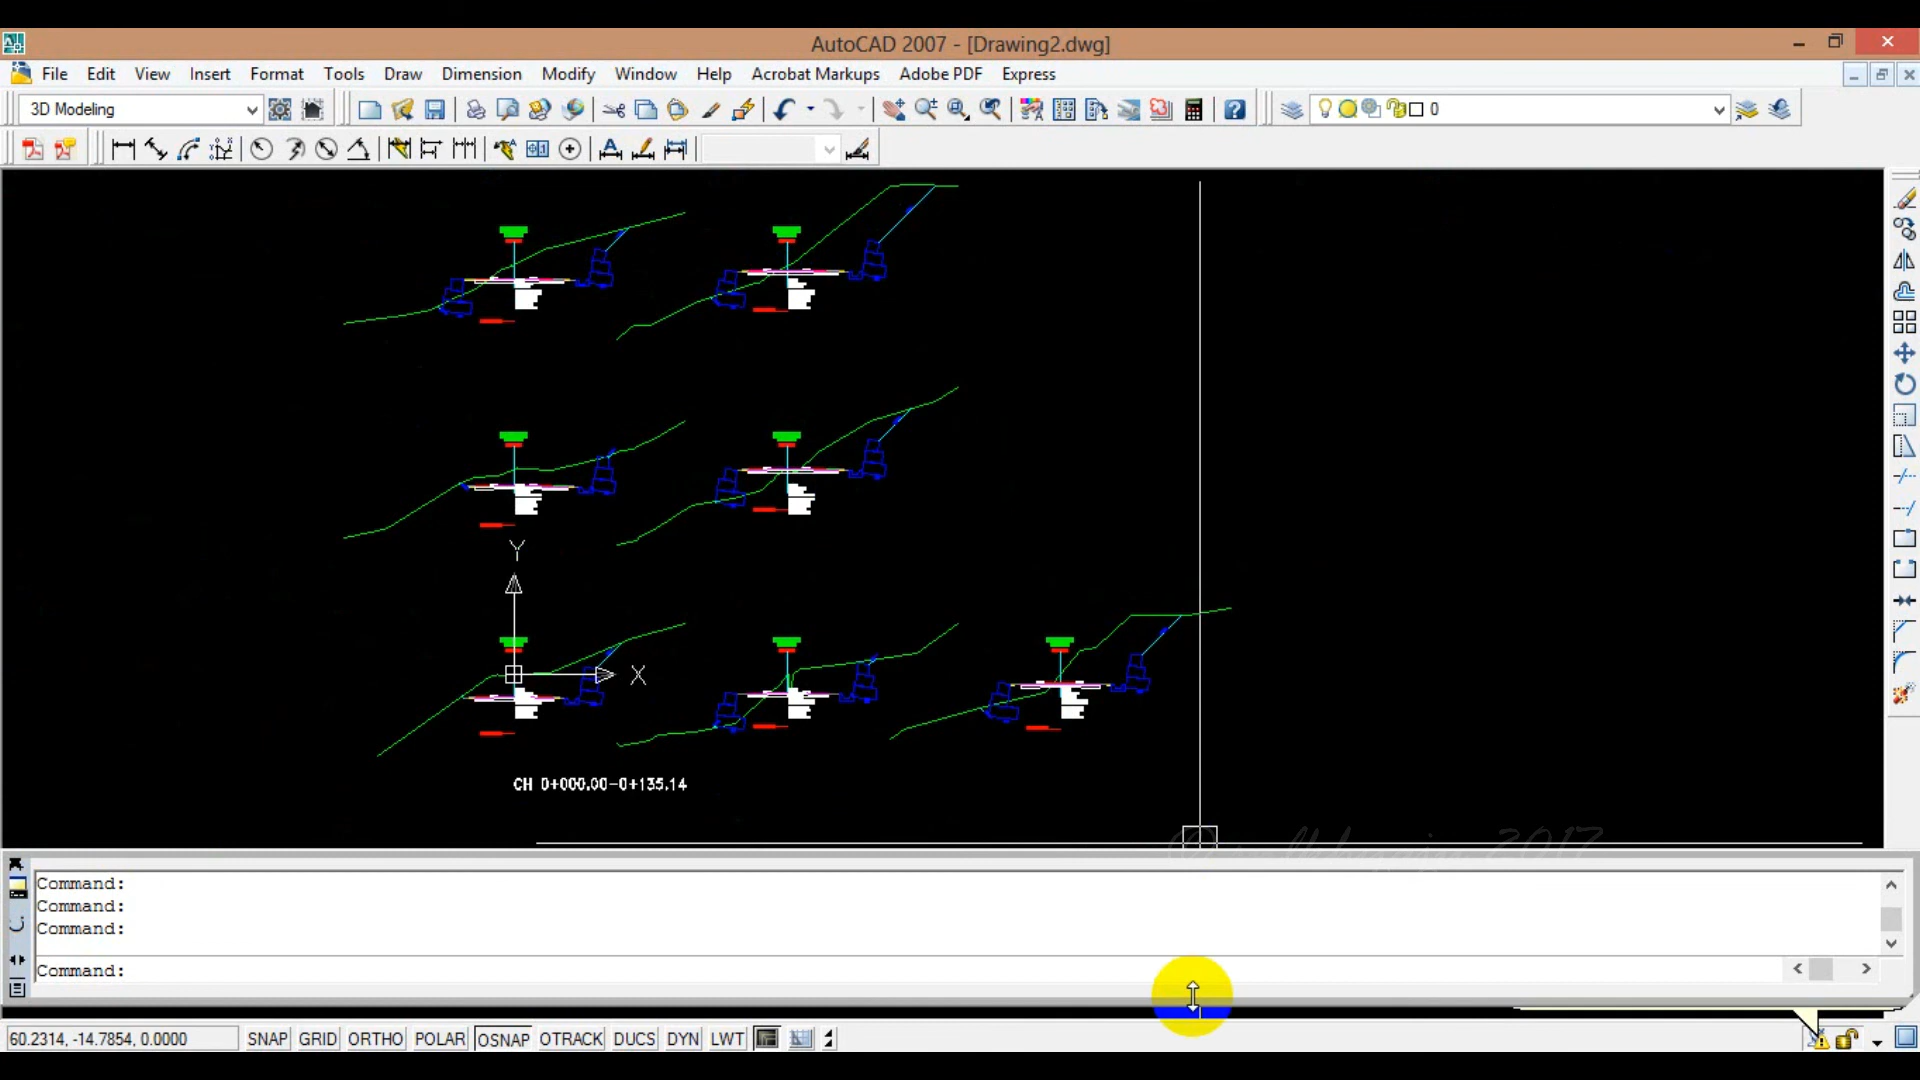 AutoCAD 2007 - [Drawing2.dwg]
File Edit View Insert Format Tools Draw Dimension Modify Window Help Acrobat Markups Adobe PDF Express
3D Modeling
0
Y
X
CH 0+000.00-0+135.14
2017
Command:
Command:
Command:
Command:
60.2314, -14.7854, 0.0000 SNAP GRID ORTHO POLAR OSNAP OTRACK DUCS DYN LWT